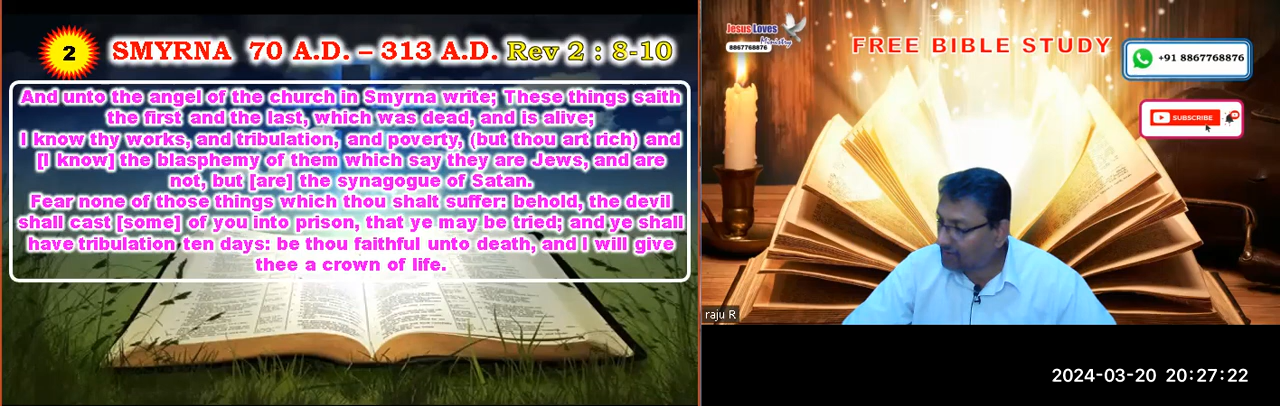 2
SMYRNA 70 A.D. – 313 A.D. Rev 2 : 8-10
And unto the angel of the church in Smyrna write; These things saith
the first and the last, which was dead, and is alive;
I know thy works, and tribulation, and poverty, (but thou art rich) and
[I know] the blasphemy of them which say they are Jews, and are
not, but [are] the synagogue of Satan.
Fear none of those things which thou shalt suffer: behold, the devil
shall cast [some] of you into prison, that ye may be tried; and ye shall
have tribulation ten days: be thou faithful unto death, and I will give
thee a crown of life.
Jesus Loves
Ministry
8867768876
FREE BIBLE STUDY
+91 8867768876
SUBSCRIBE
raju R
2024-03-20 20:27:22